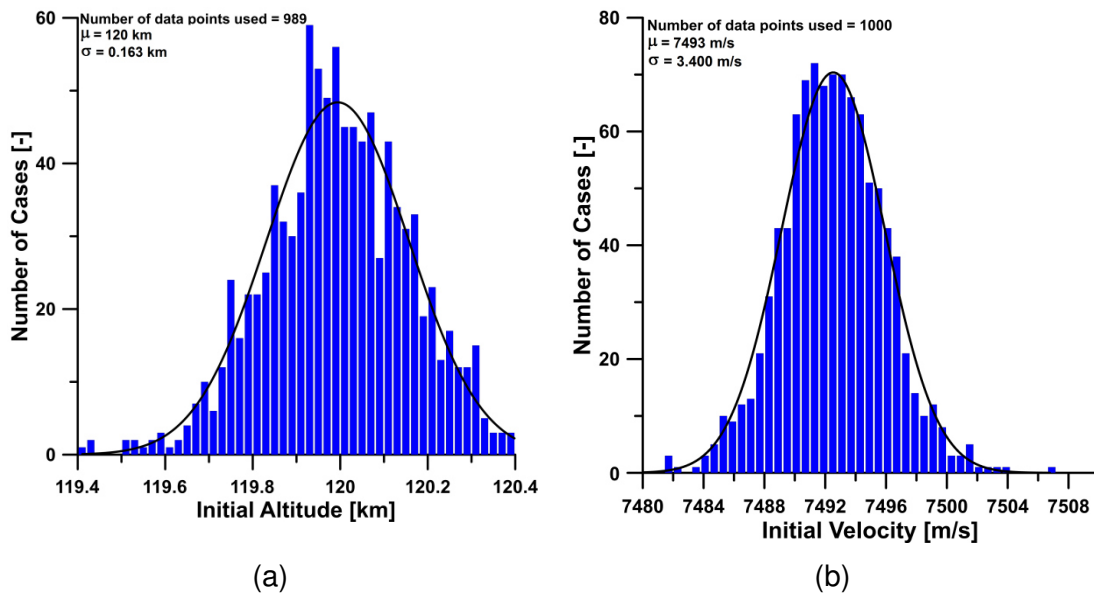 Number of data points used = 989
μ = 120 km
σ = 0.163 km
60
40
20
0
Number of Cases [-]
119.4 119.6 119.8 120 120.2 120.4
Initial Altitude [km]
(a)
Number of data points used = 1000
μ = 7493 m/s
σ = 3.400 m/s
80
60
40
20
0
Number of Cases [-]
7480 7484 7488 7492 7496 7500 7504 7508
Initial Velocity [m/s]
(b)